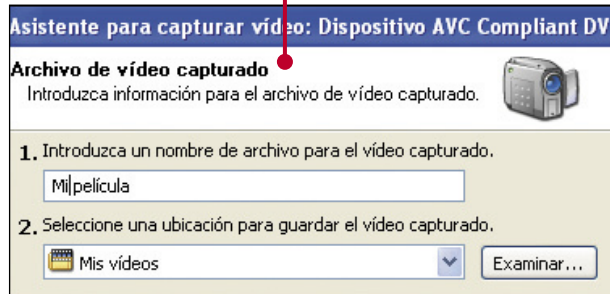 Asistente para capturar vídeo: Dispositivo AVC Compliant DV
Archivo de vídeo capturado
Introduzca información para el archivo de vídeo capturado.
1. Introduzca un nombre de archivo para el vídeo capturado.
Mi película
2. Seleccione una ubicación para guardar el vídeo capturado.
Mis vídeos
Examinar...